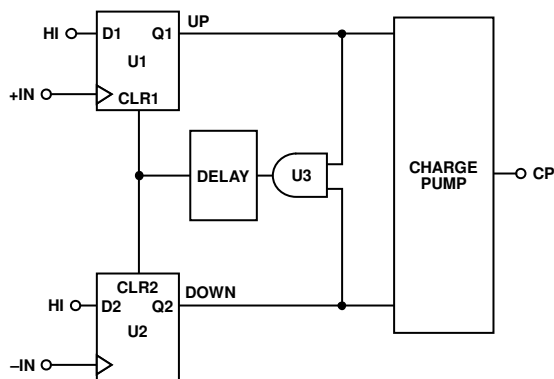 UP
HI
D1
Q1
U1
+IN
CLR1
DELAY
U3
CHARGE
PUMP
CP
CLR2
DOWN
HI
D2
Q2
U2
–IN